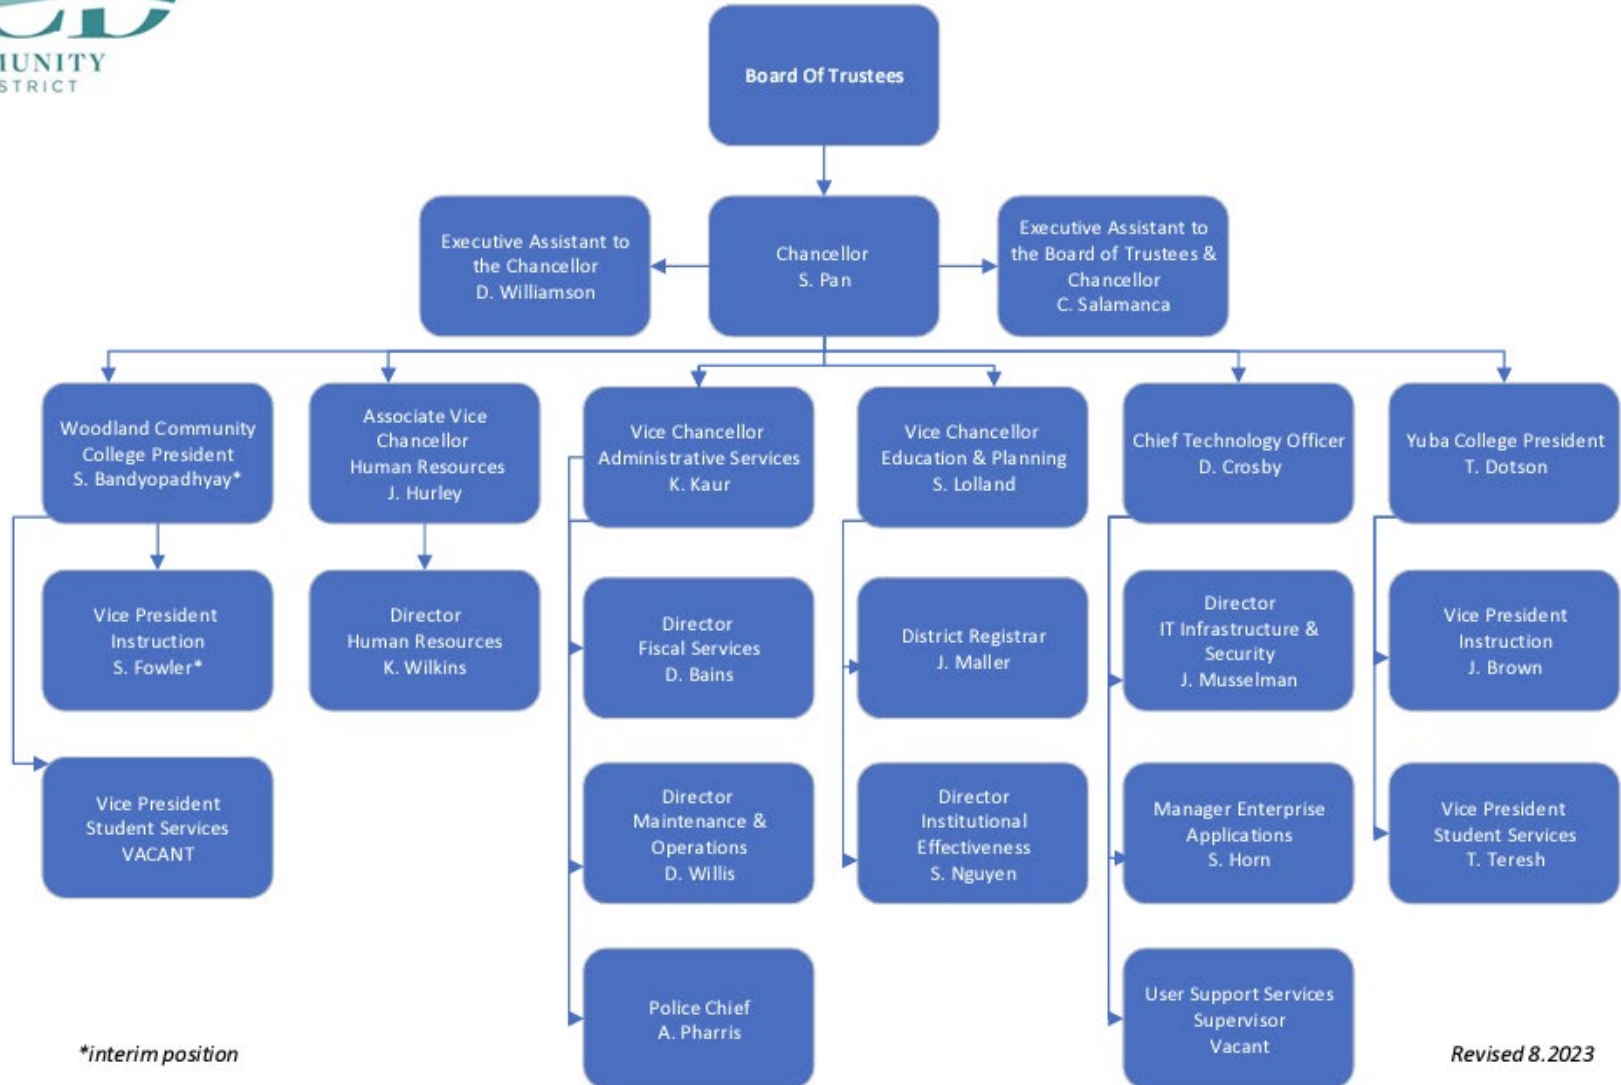 MUNITY
STRICT
Board Of Trustees
Executive Assistant to
the Chancellor
D. Williamson
Chancellor
S. Pan
Executive Assistant to
the Board of Trustees &
Chancellor
C. Salamanca
Woodland Community
College President
S. Bandyopadhyay*
Associate Vice
Chancellor
Human Resources
J. Hurley
Vice Chancellor
Administrative Services
K. Kaur
Vice Chancellor
Education & Planning
S. Lolland
Chief Technology Officer
D. Crosby
Yuba College President
T. Dotson
Vice President
Instruction
S. Fowler*
Director
Human Resources
K. Wilkins
Director
Fiscal Services
D. Bains
District Registrar
J. Maller
Director
IT Infrastructure &
Security
J. Musselman
Vice President
Instruction
J. Brown
Vice President
Student Services
VACANT
Director
Maintenance &
Operations
D. Willis
Director
Institutional
Effectiveness
S. Nguyen
Manager Enterprise
Applications
S. Horn
Vice President
Student Services
T. Teresh
Police Chief
A. Pharris
User Support Services
Supervisor
Vacant
*interim position
Revised 8.2023